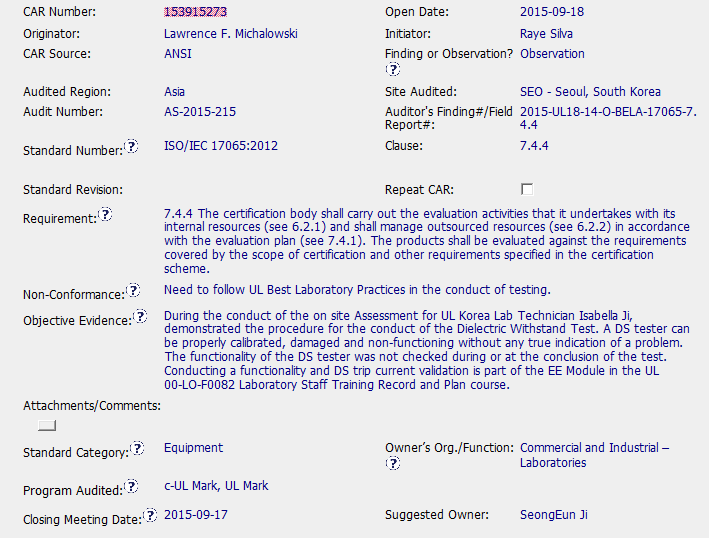 CAR Number: 153915273 Open Date: 2015-09-18
Originator: Lawrence F. Michalowski Initiator: Raye Silva
CAR Source: ANSI Finding or Observation? Observation
?
Audited Region: Asia Site Audited: SEO - Seoul, South Korea
Audit Number: AS-2015-215 Auditor's Finding#/Field 2015-UL18-14-O-BELA-17065-7.
Report#: 4.4
Standard Number:? ISO/IEC 17065:2012 Clause: 7.4.4
Standard Revision: Repeat CAR:
Requirement:? 7.4.4 The certification body shall carry out the evaluation activities that it undertakes with its
internal resources (see 6.2.1) and shall manage outsourced resources (see 6.2.2) in accordance
with the evaluation plan (see 7.4.1). The products shall be evaluated against the requirements
covered by the scope of certification and other requirements specified in the certification
scheme.
Non-Conformance:? Need to follow UL Best Laboratory Practices in the conduct of testing.
Objective Evidence:? During the conduct of the on site Assessment for UL Korea Lab Technician Isabella Ji,
demonstrated the procedure for the conduct of the Dielectric Withstand Test. A DS tester can
be properly calibrated, damaged and non-functioning without any true indication of a problem.
The functionality of the DS tester was not checked during or at the conclusion of the test.
Conducting a functionality and DS trip current validation is part of the EE Module in the UL
00-LO-F0082 Laboratory Staff Training Record and Plan course.
Attachments/Comments:
Standard Category:? Equipment Owner's Org./Function: Commercial and Industrial –
? Laboratories
Program Audited:? c-UL Mark, UL Mark
Closing Meeting Date:? 2015-09-17 Suggested Owner: SeongEun Ji